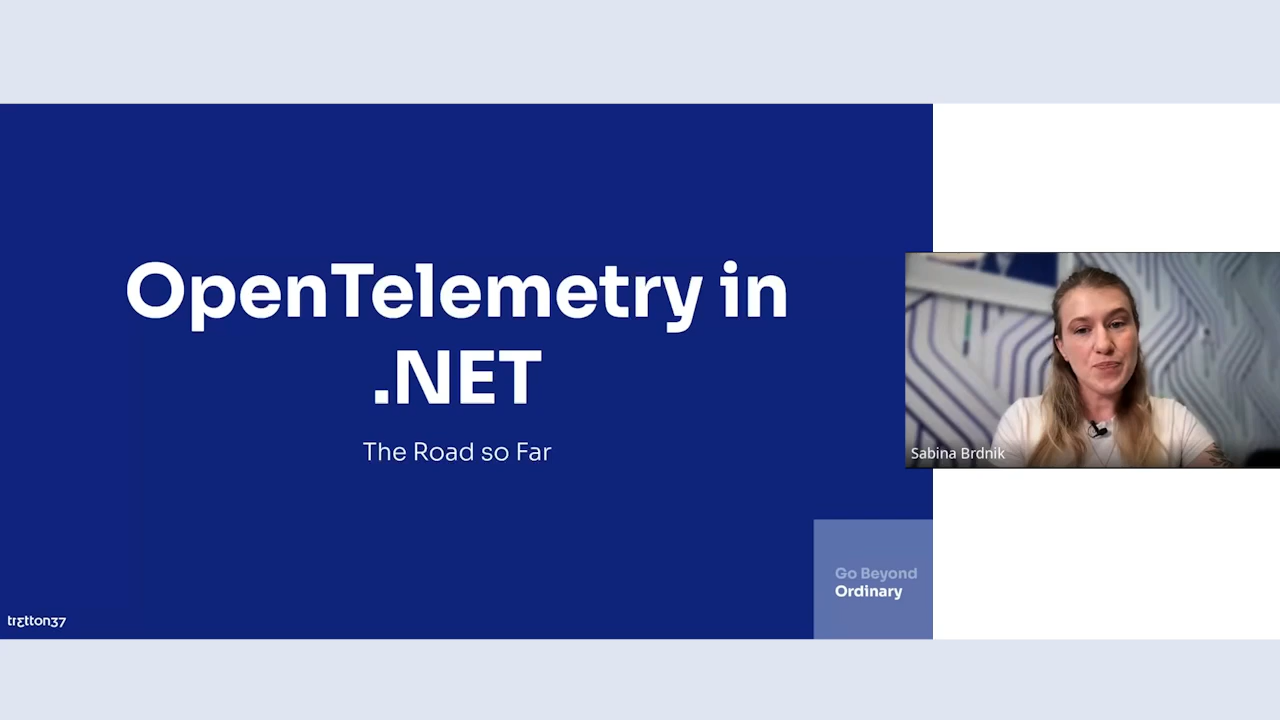 OpenTelemetry in
.NET
The Road so Far
Sabina Brdnik
Go Beyond
Ordinary
tretton37